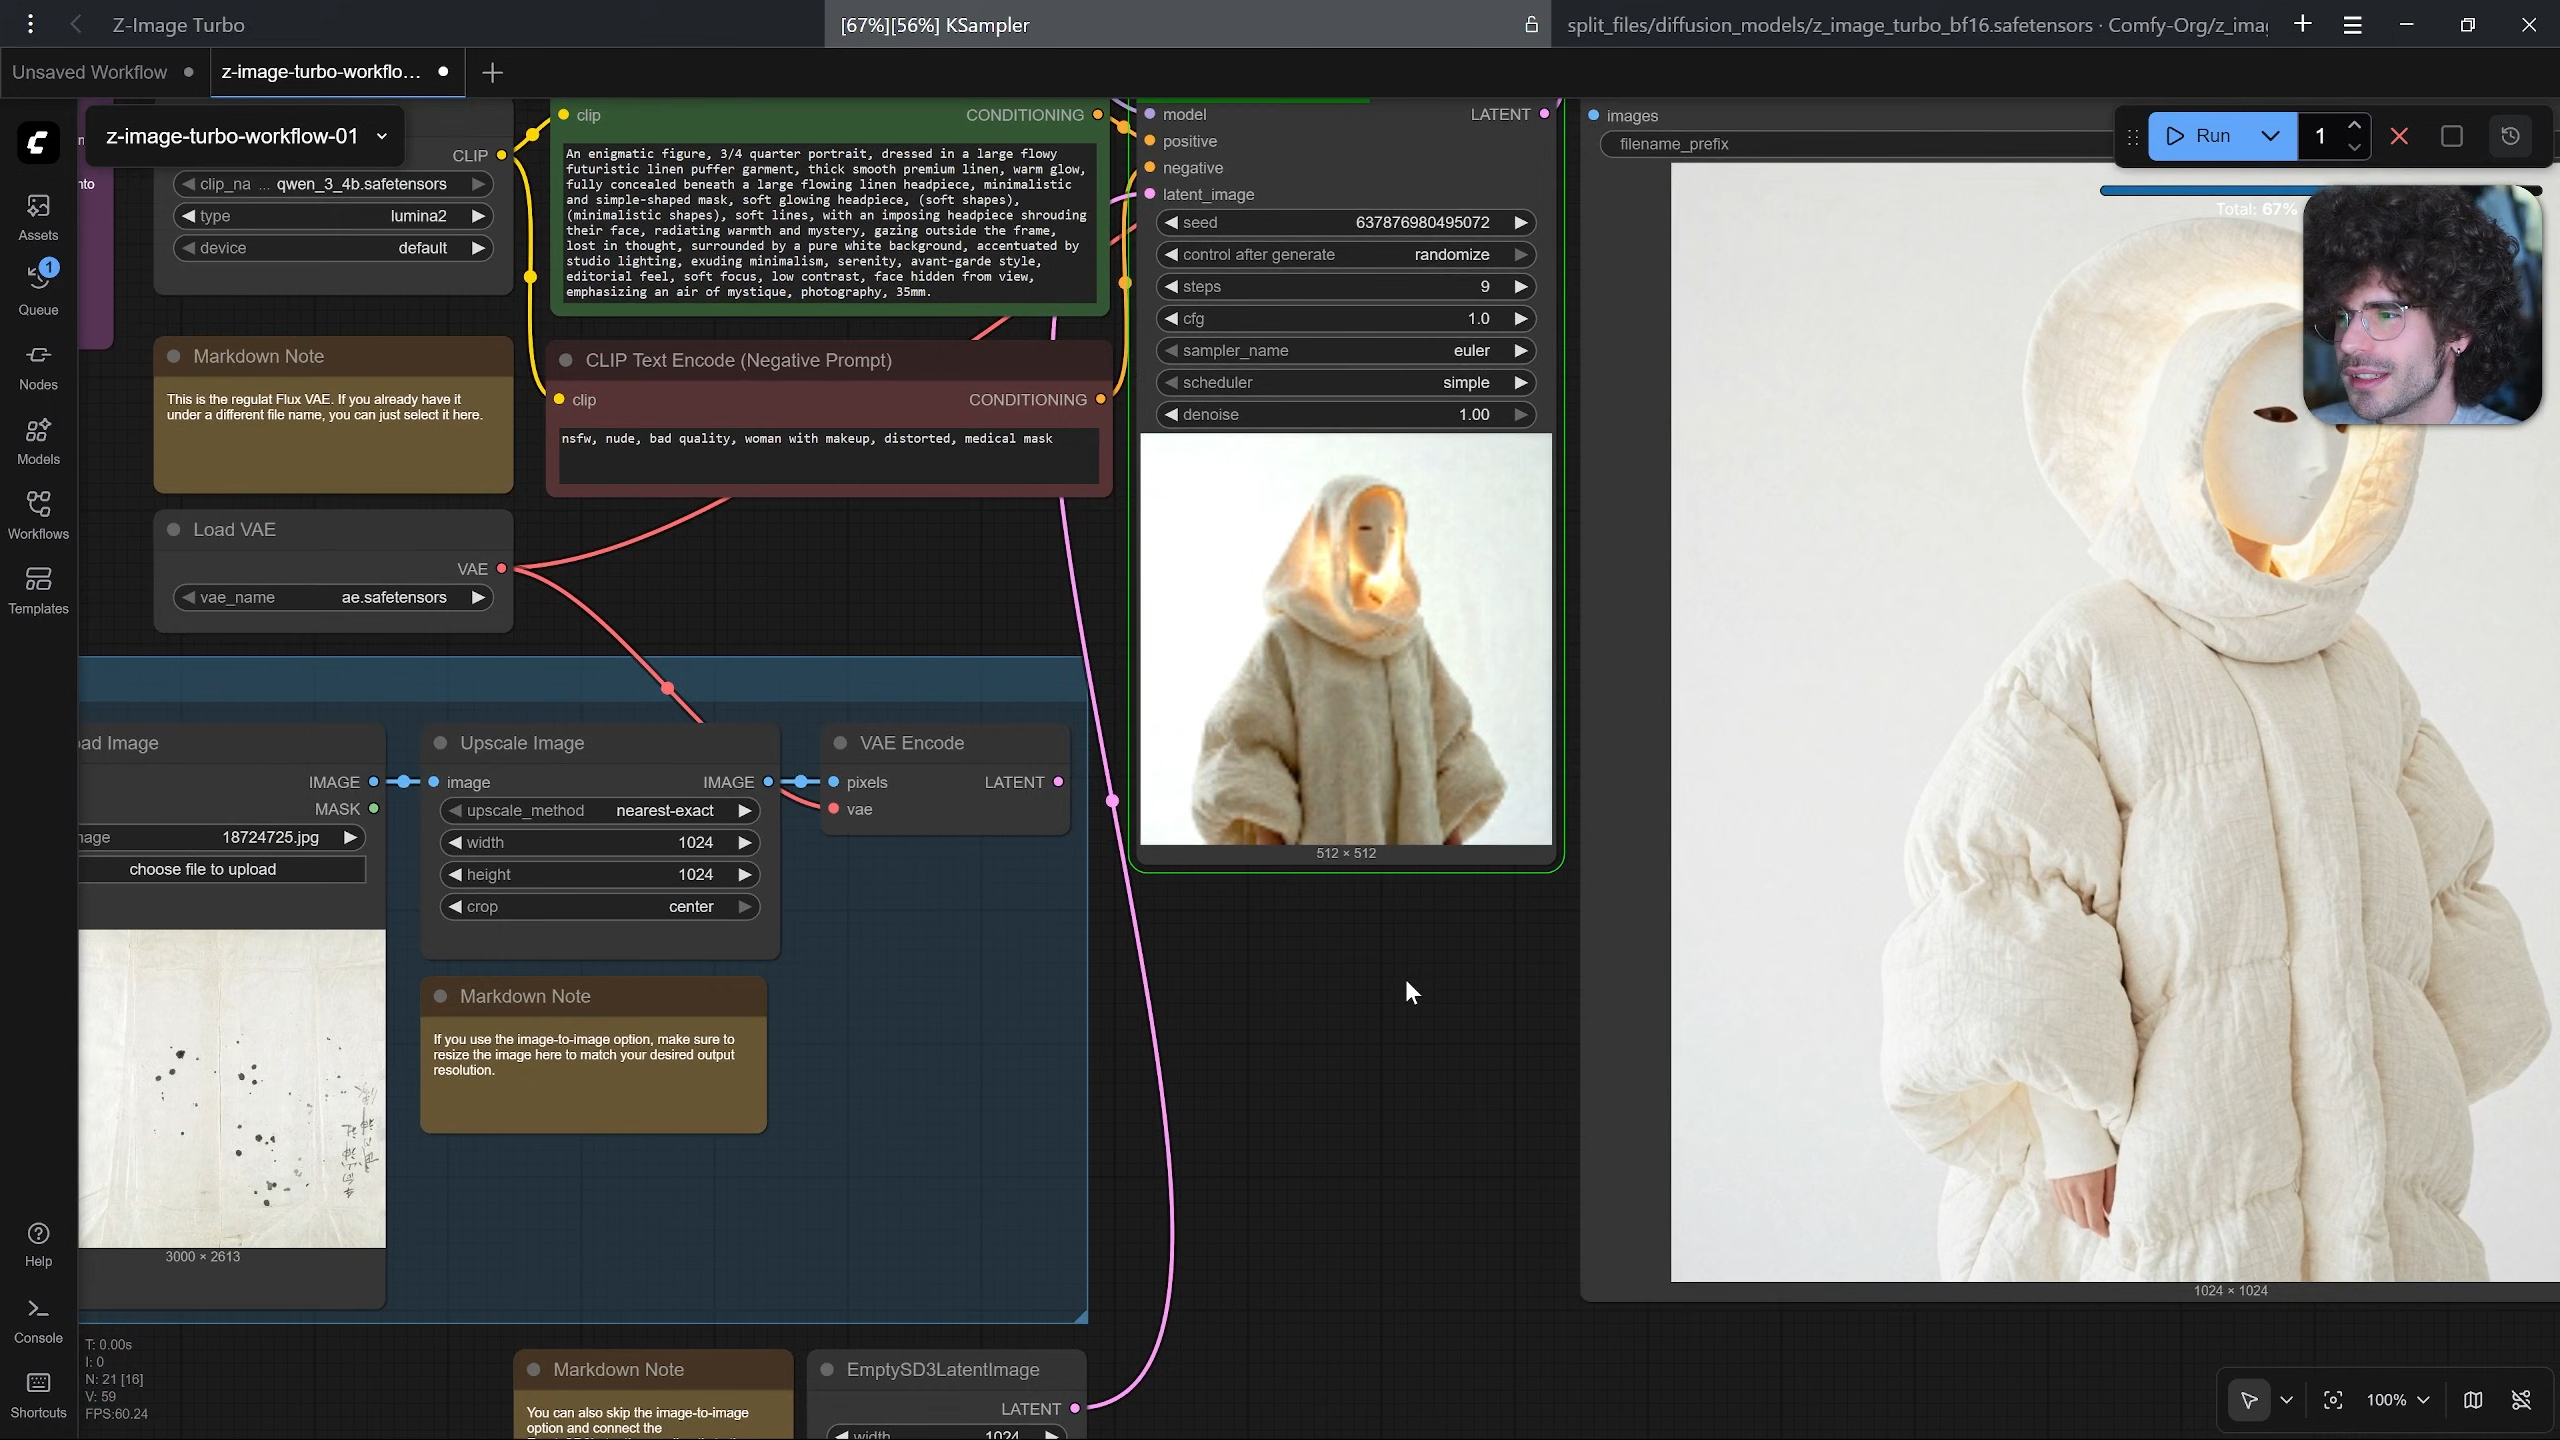 Z-Image Turbo
[67%][56%] KSampler
split_files/diffusion_models/z_image_turbo_bf16.safetensors · Comfy-Org/z_ima
Unsaved Workflow
z-image-turbo-workflo...
z-image-turbo-workflow-01
Assets
1
Queue
Nodes
Models
Workflows
Templates
Help
Console
Shortcuts
CLIP
clip_na ... qwen_3_4b.safetensors
type lumina2
device default
Markdown Note
This is the regulat Flux VAE. If you already have it
under a different file name, you can just select it here.
Load VAE
VAE
vae_name ae.safetensors
clip CONDITIONING
An enigmatic figure, 3/4 quarter portrait, dressed in a large flowy
futuristic linen puffer garment, thick smooth premium linen, warm glow,
fully concealed beneath a large flowing linen headpiece, minimalistic
and simple-shaped mask, soft glowing headpiece, (soft shapes),
(minimalistic shapes), soft lines, with an imposing headpiece shrouding
their face, radiating warmth and mystery, gazing outside the frame,
lost in thought, surrounded by a pure white background, accentuated by
studio lighting, exuding minimalism, serenity, avant-garde style,
editorial feel, soft focus, low contrast, face hidden from view,
emphasizing an air of mystique, photography, 35mm.
CLIP Text Encode (Negative Prompt)
clip CONDITIONING
nsfw, nude, bad quality, woman with makeup, distorted, medical mask
model LATENT
positive
negative
latent_image
seed 637876980495072
control after generate randomize
steps 9
cfg 1.0
sampler_name euler
scheduler simple
denoise 1.00
512 × 512
images
filename_prefix
Run
1
Total: 67%
1024 × 1024
ad Image
IMAGE
MASK
age 18724725.jpg
choose file to upload
3000 × 2613
Upscale Image
image IMAGE
upscale_method nearest-exact
width 1024
height 1024
crop center
VAE Encode
pixels LATENT
vae
Markdown Note
If you use the image-to-image option, make sure to
resize the image here to match your desired output
resolution.
Markdown Note
You can also skip the image-to-image
option and connect the
EmptySD3LatentImage
LATENT
width 1024
T: 0.00s
I: 0
N: 21 [16]
V: 59
FPS:60.24
100%